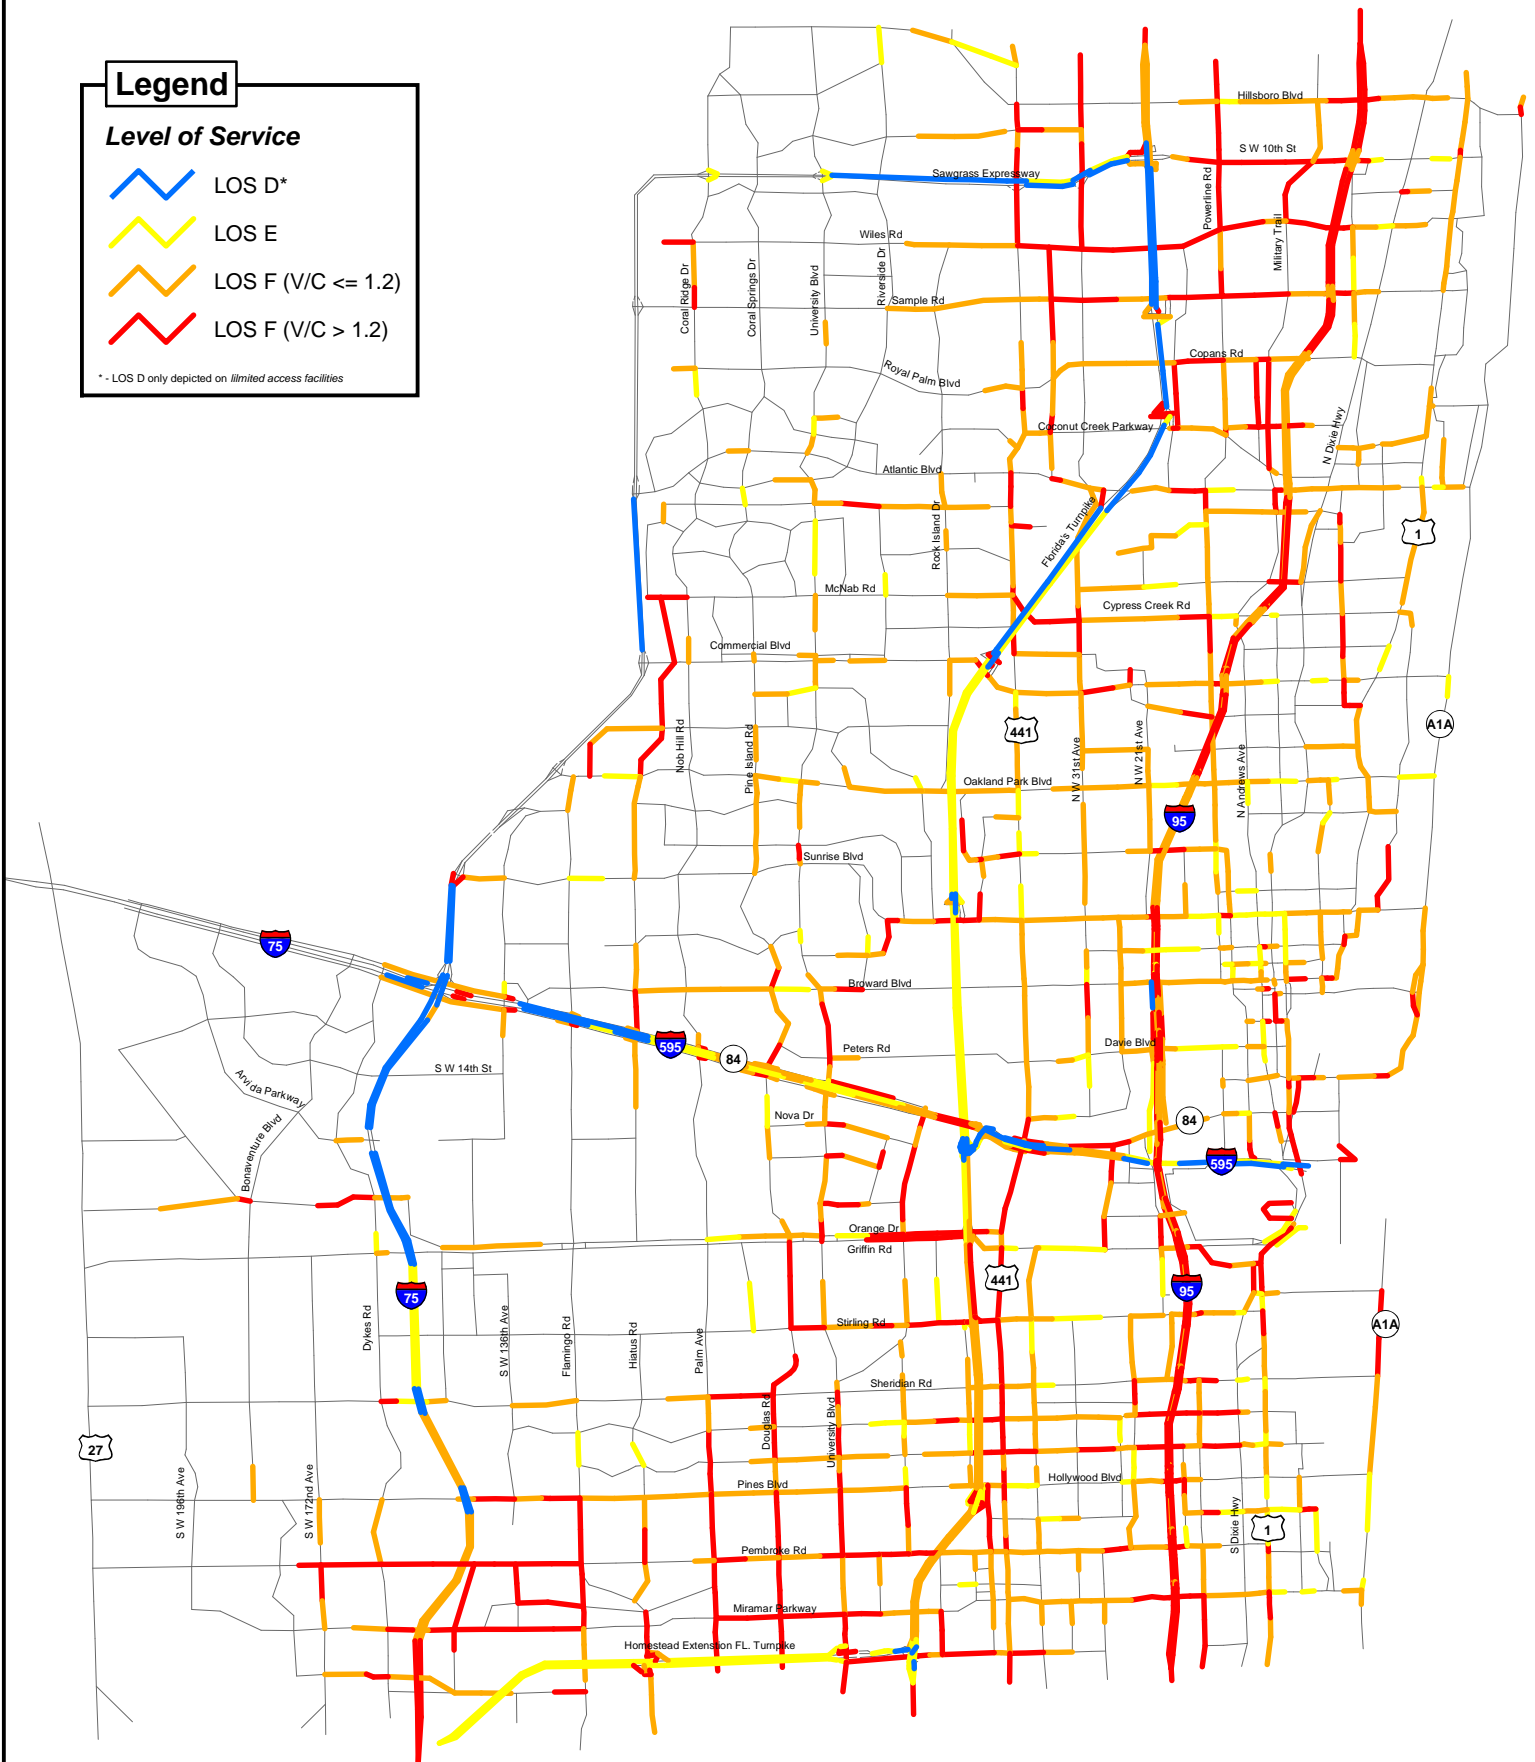 Legend
Level of Service
LOS D*
LOS E
LOS F (V/C <= 1.2)
LOS F (V/C > 1.2)
* - LOS D only depicted on lilmited access facilities
Hillsboro Blvd
S W 10th St
Sawgrass Expressway
Powerline Rd
Military Trail
Wiles Rd
Coral Ridge Dr
Coral Springs Dr
University Blvd
Riverside Dr
Sample Rd
Copans Rd
Royal Palm Blvd
Coconut Creek Parkway
N Dixie Hwy
Atlantic Blvd
Rock Island Dr
Florida's Turnpike
1
McNab Rd
Cypress Creek Rd
Commercial Blvd
A1A
441
Nob Hill Rd
Pine Island Rd
N W 31st Ave
N W 21st Ave
N Andrews Ave
Oakland Park Blvd
95
Sunrise Blvd
75
Broward Blvd
595
84
Peters Rd
Davie Blvd
S W 14th St
Arvida Parkway
Bonaventure Blvd
Nova Dr
84
595
Orange Dr
Griffin Rd
441
75
95
Dykes Rd
S W 136th Ave
Flamingo Rd
Hiatus Rd
Palm Ave
Stirling Rd
A1A
Sheridan Rd
Douglas Rd
University Blvd
27
Pines Blvd
Hollywood Blvd
S W 196th Ave
S W 172nd Ave
S Dixie Hwy
1
Pembroke Rd
Miramar Parkway
Homestead Extenstion FL. Turnpike